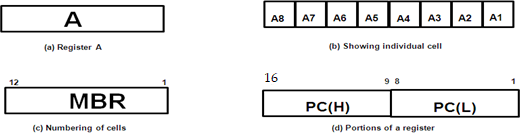 A
(a) Register A
A8 A7 A6 A5 A4 A3 A2 A1
(b) Showing individual cell
12 1
MBR
(c) Numbering of cells
16 9 8 1
PC(H) PC(L)
(d) Portions of a register